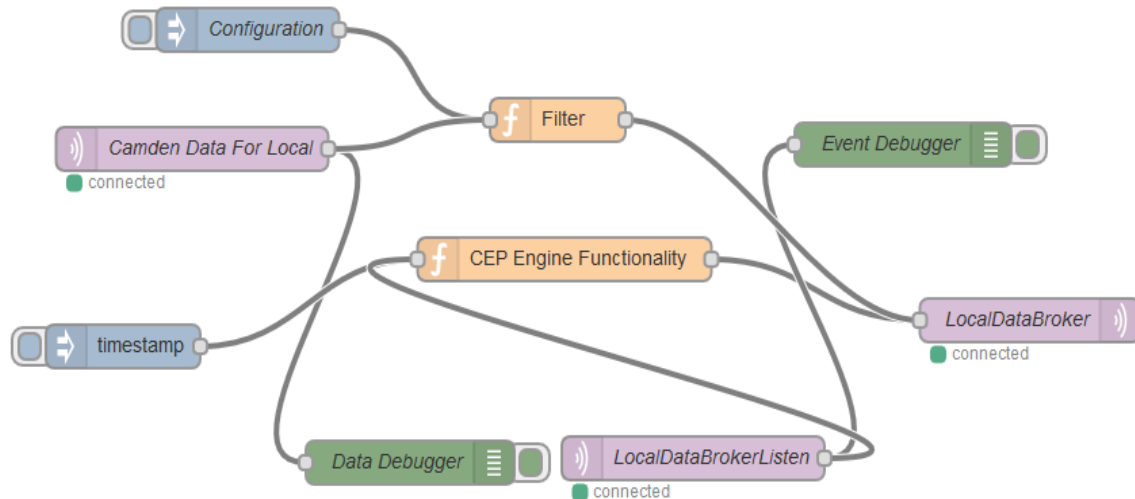 Configuration
Filter
Camden Data For Local
connected
Event Debugger
CEP Engine Functionality
LocalDataBroker
connected
timestamp
Data Debugger
LocalDataBrokerListen
connected